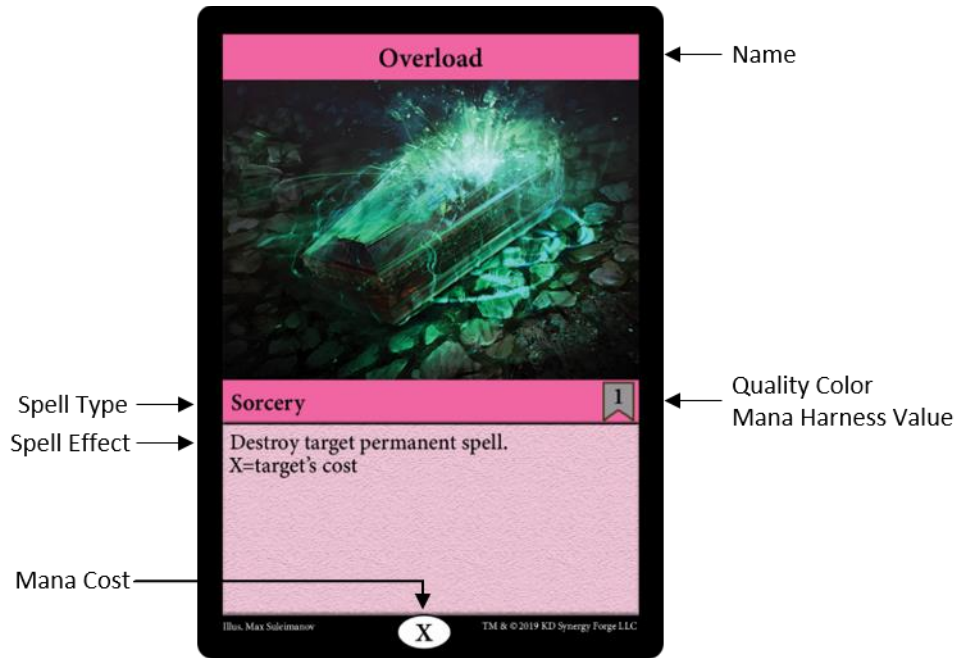 Overload
Name
Spell Type
Sorcery
1
Quality Color
Mana Harness Value
Spell Effect
Destroy target permanent spell.
X=target's cost
Mana Cost
Illus. Max Suleimanov
X
TM & © 2019 KD Synergy Forge LLC